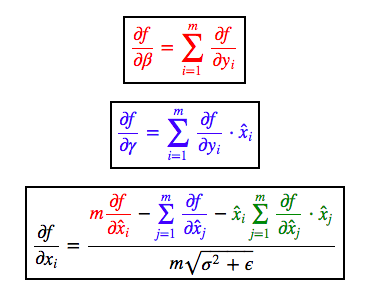 ∂f/∂β = ∑_{i=1}^{m} ∂f/∂y_i
∂f/∂γ = ∑_{i=1}^{m} ∂f/∂y_i · x̂_i
∂f/∂x_i = (m ∂f/∂x̂_i − ∑_{j=1}^{m} ∂f/∂x̂_j − x̂_i ∑_{j=1}^{m} ∂f/∂x̂_j · x̂_j) / (m√(σ² + ϵ))